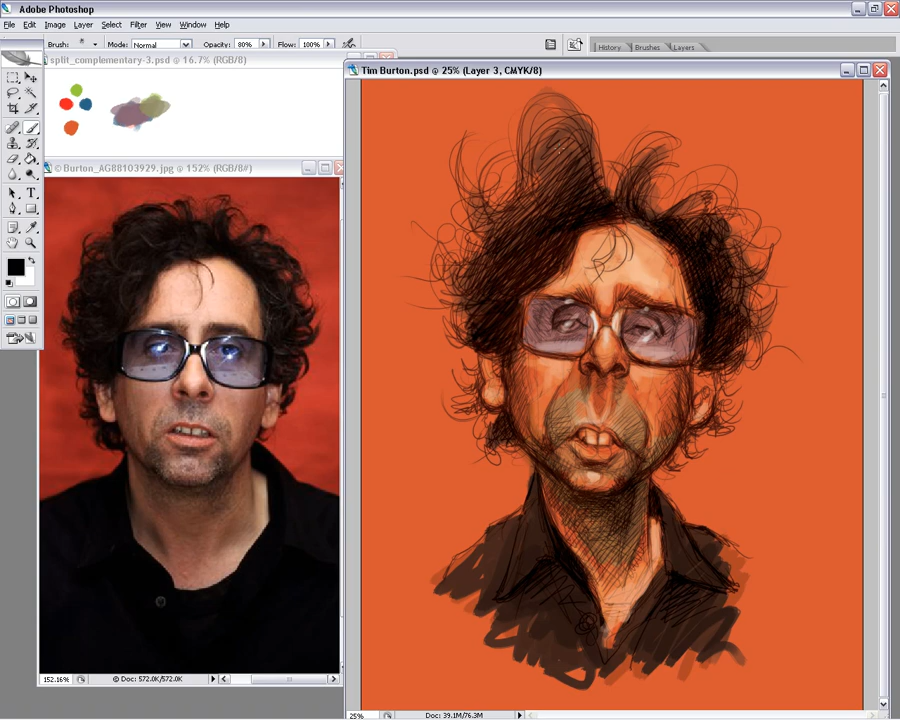 Adobe Photoshop
File Edit Image Layer Select Filter View Window Help
Brush: Mode: Normal Opacity: 80% Flow: 100%
History Brushes Layers
split_complementary-3.psd @ 16.7% (RGB/8)
Tim Burton.psd @ 25% (Layer 3, CMYK/8)
© Burton_AG88103929.jpg @ 152% (RGB/8#)
T
152.16% © Doc: 572.0K/572.0K
25% Doc: 39.1M/76.3M